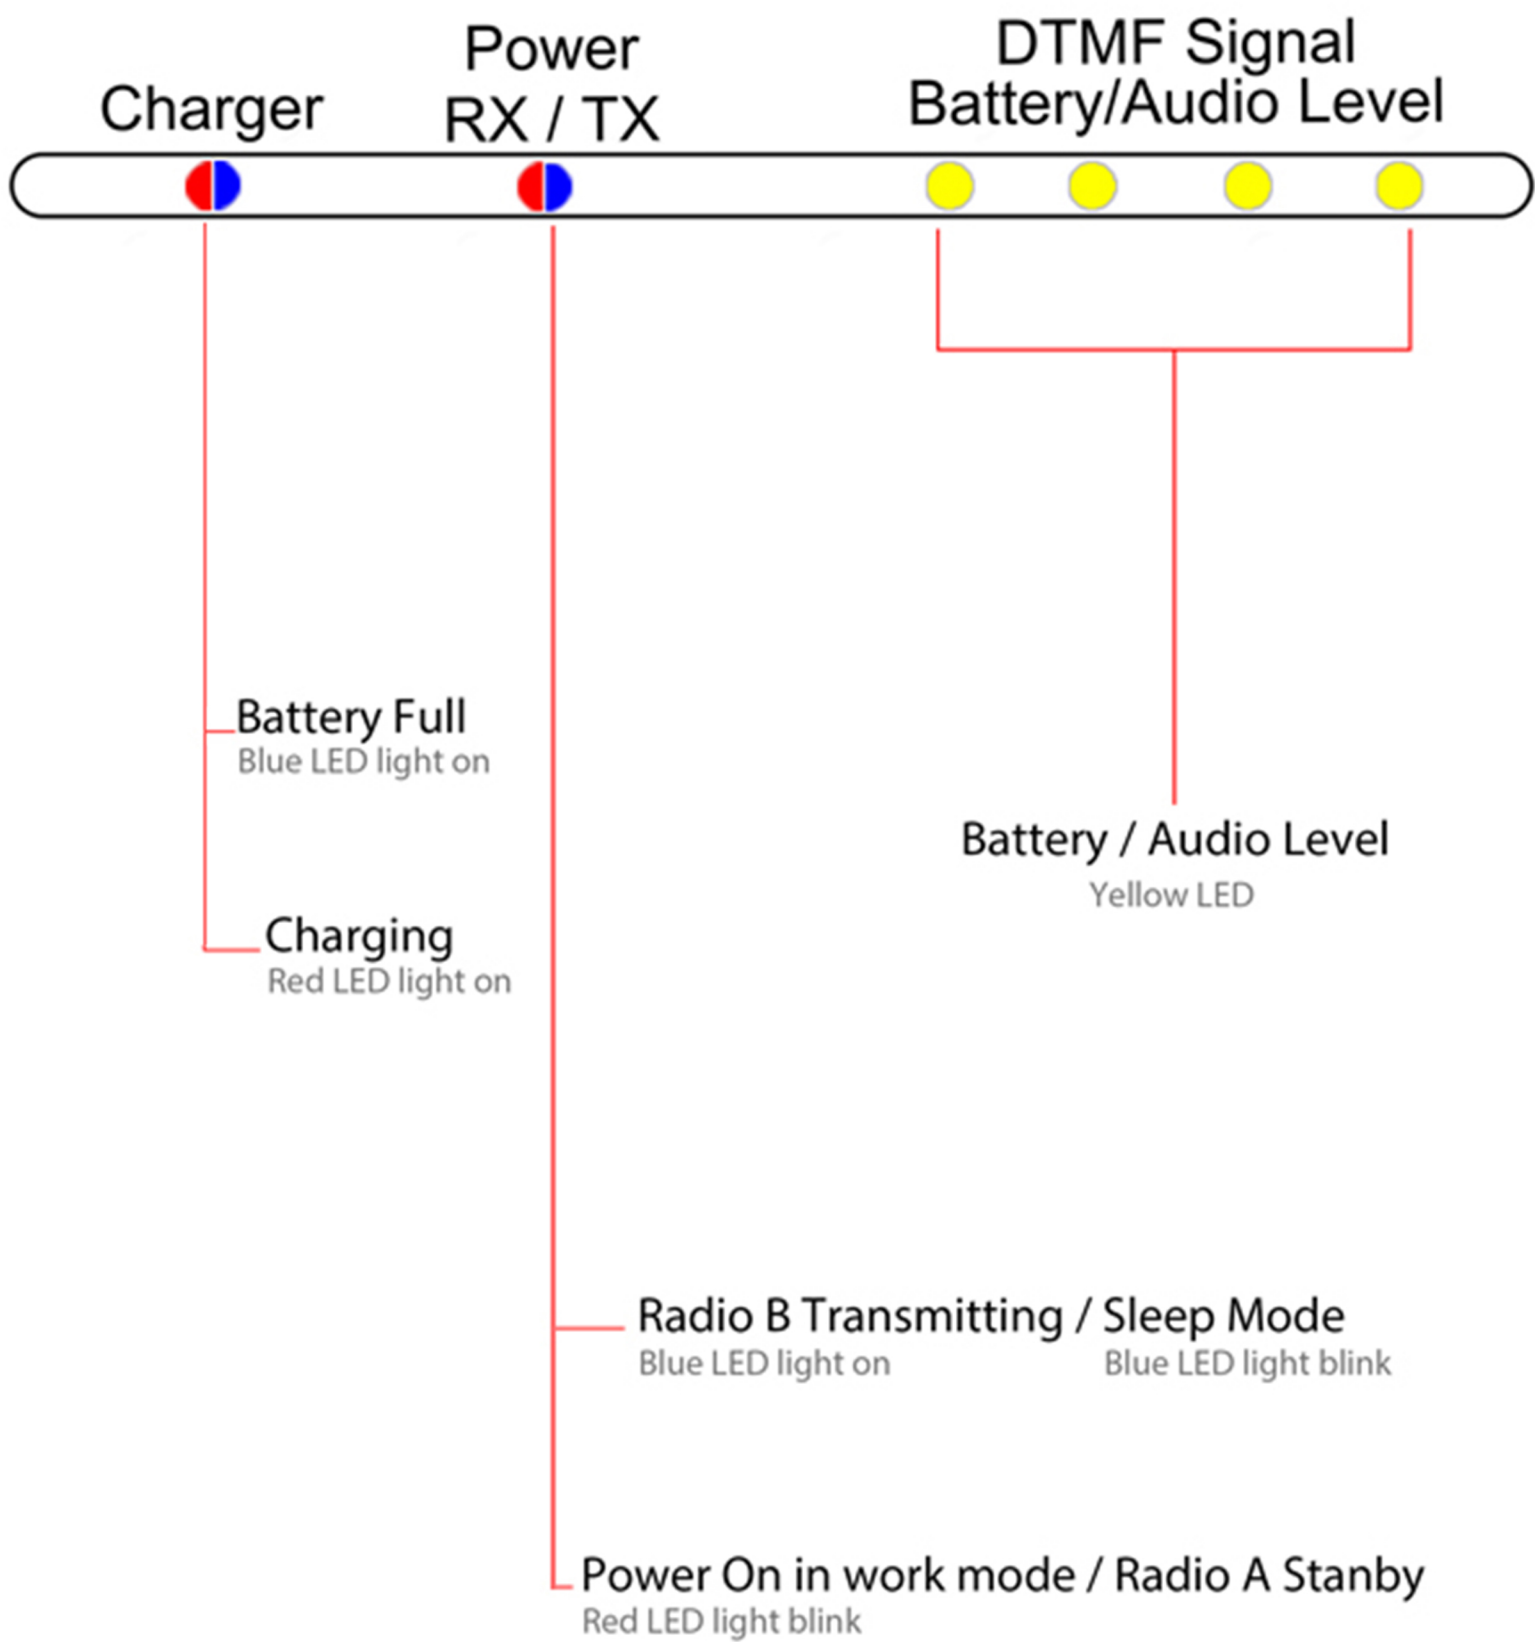 Charger
Power
RX / TX
DTMF Signal
Battery/Audio Level
Battery Full
Blue LED light on
Charging
Red LED light on
Battery / Audio Level
Yellow LED
Radio B Transmitting / Sleep Mode
Blue LED light on Blue LED light blink
Power On in work mode / Radio A Stanby
Red LED light blink